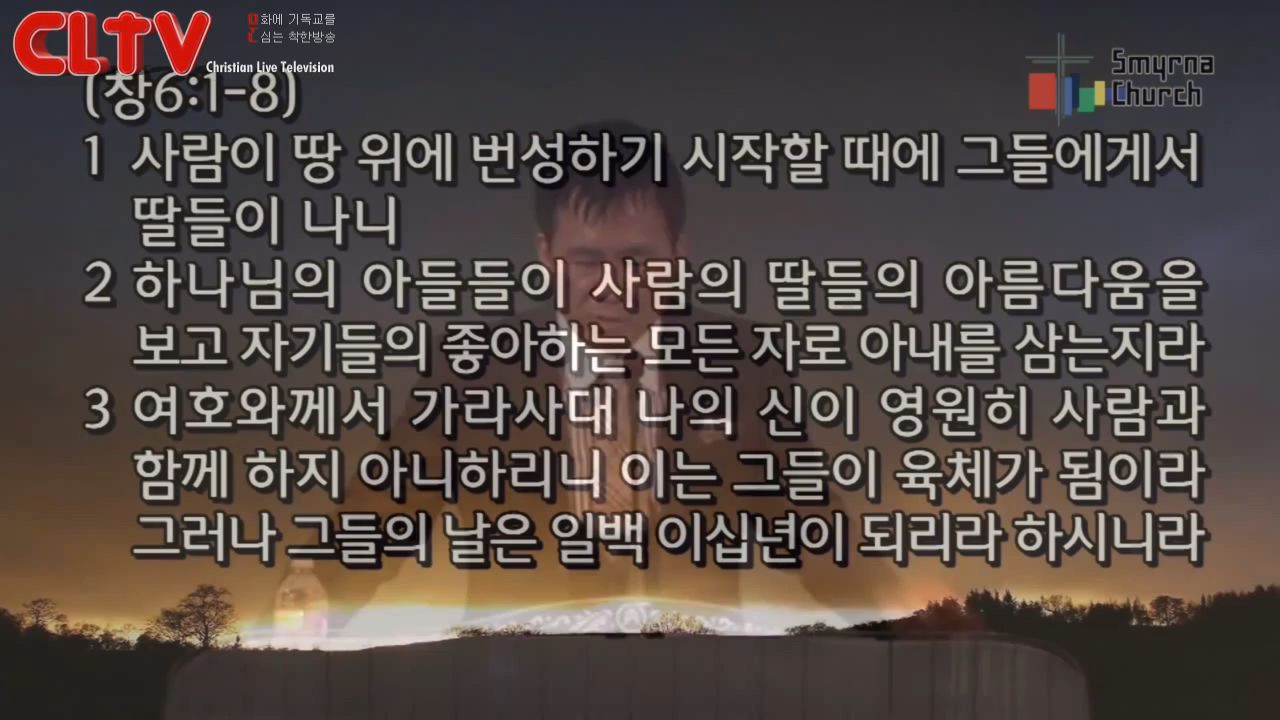 CLTV
화에 기독교를
심는 착한방송
Christian Live Television
Smyrna
Church
(창6:1-8)
1 사람이 땅 위에 번성하기 시작할 때에 그들에게서
딸들이 나니
2 하나님의 아들들이 사람의 딸들의 아름다움을
보고 자기들의 좋아하는 모든 자로 아내를 삼는지라
3 여호와께서 가라사대 나의 신이 영원히 사람과
함께 하지 아니하리니 이는 그들이 육체가 됨이라
그러나 그들의 날은 일백 이십년이 되리라 하시니라